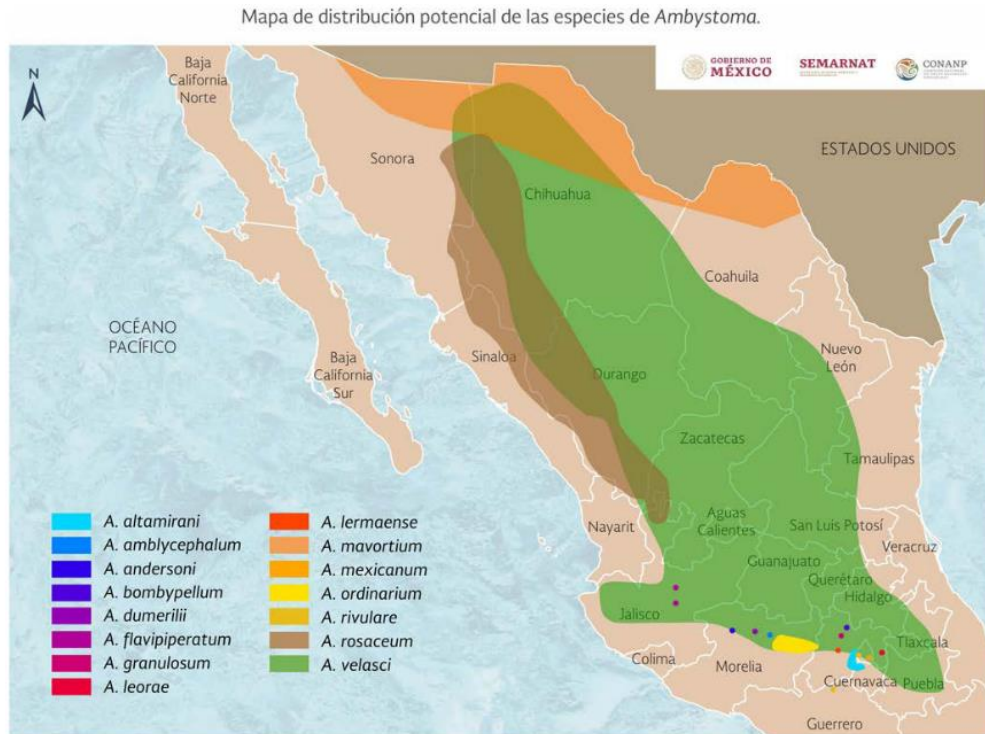 Mapa de distribución potencial de las especies de Ambystoma.
Baja
California
Norte
N
GOBIERNO DE
MÉXICO
SEMARNAT
CONANP
Sonora
ESTADOS UNIDOS
Chihuahua
Coahuila
OCÉANO
PACÍFICO
Baja
California
Sur
Sinaloa
Durango
Nuevo
León
Zacatecas
Tamaulipas
Nayarit
Aguas
Calientes
San Luis Potosí
Veracruz
Guanajuato
Querétaro
Hidalgo
Jalisco
Tlaxcala
Colima
Morelia
Cuernavaca
Puebla
Guerrero
A. altamirani
A. amblycephalum
A. andersoni
A. bombypellum
A. dumerilii
A. flavipiperatum
A. granulosum
A. leorae
A. lermaense
A. mavortium
A. mexicanum
A. ordinarium
A. rivulare
A. rosaceum
A. velasci